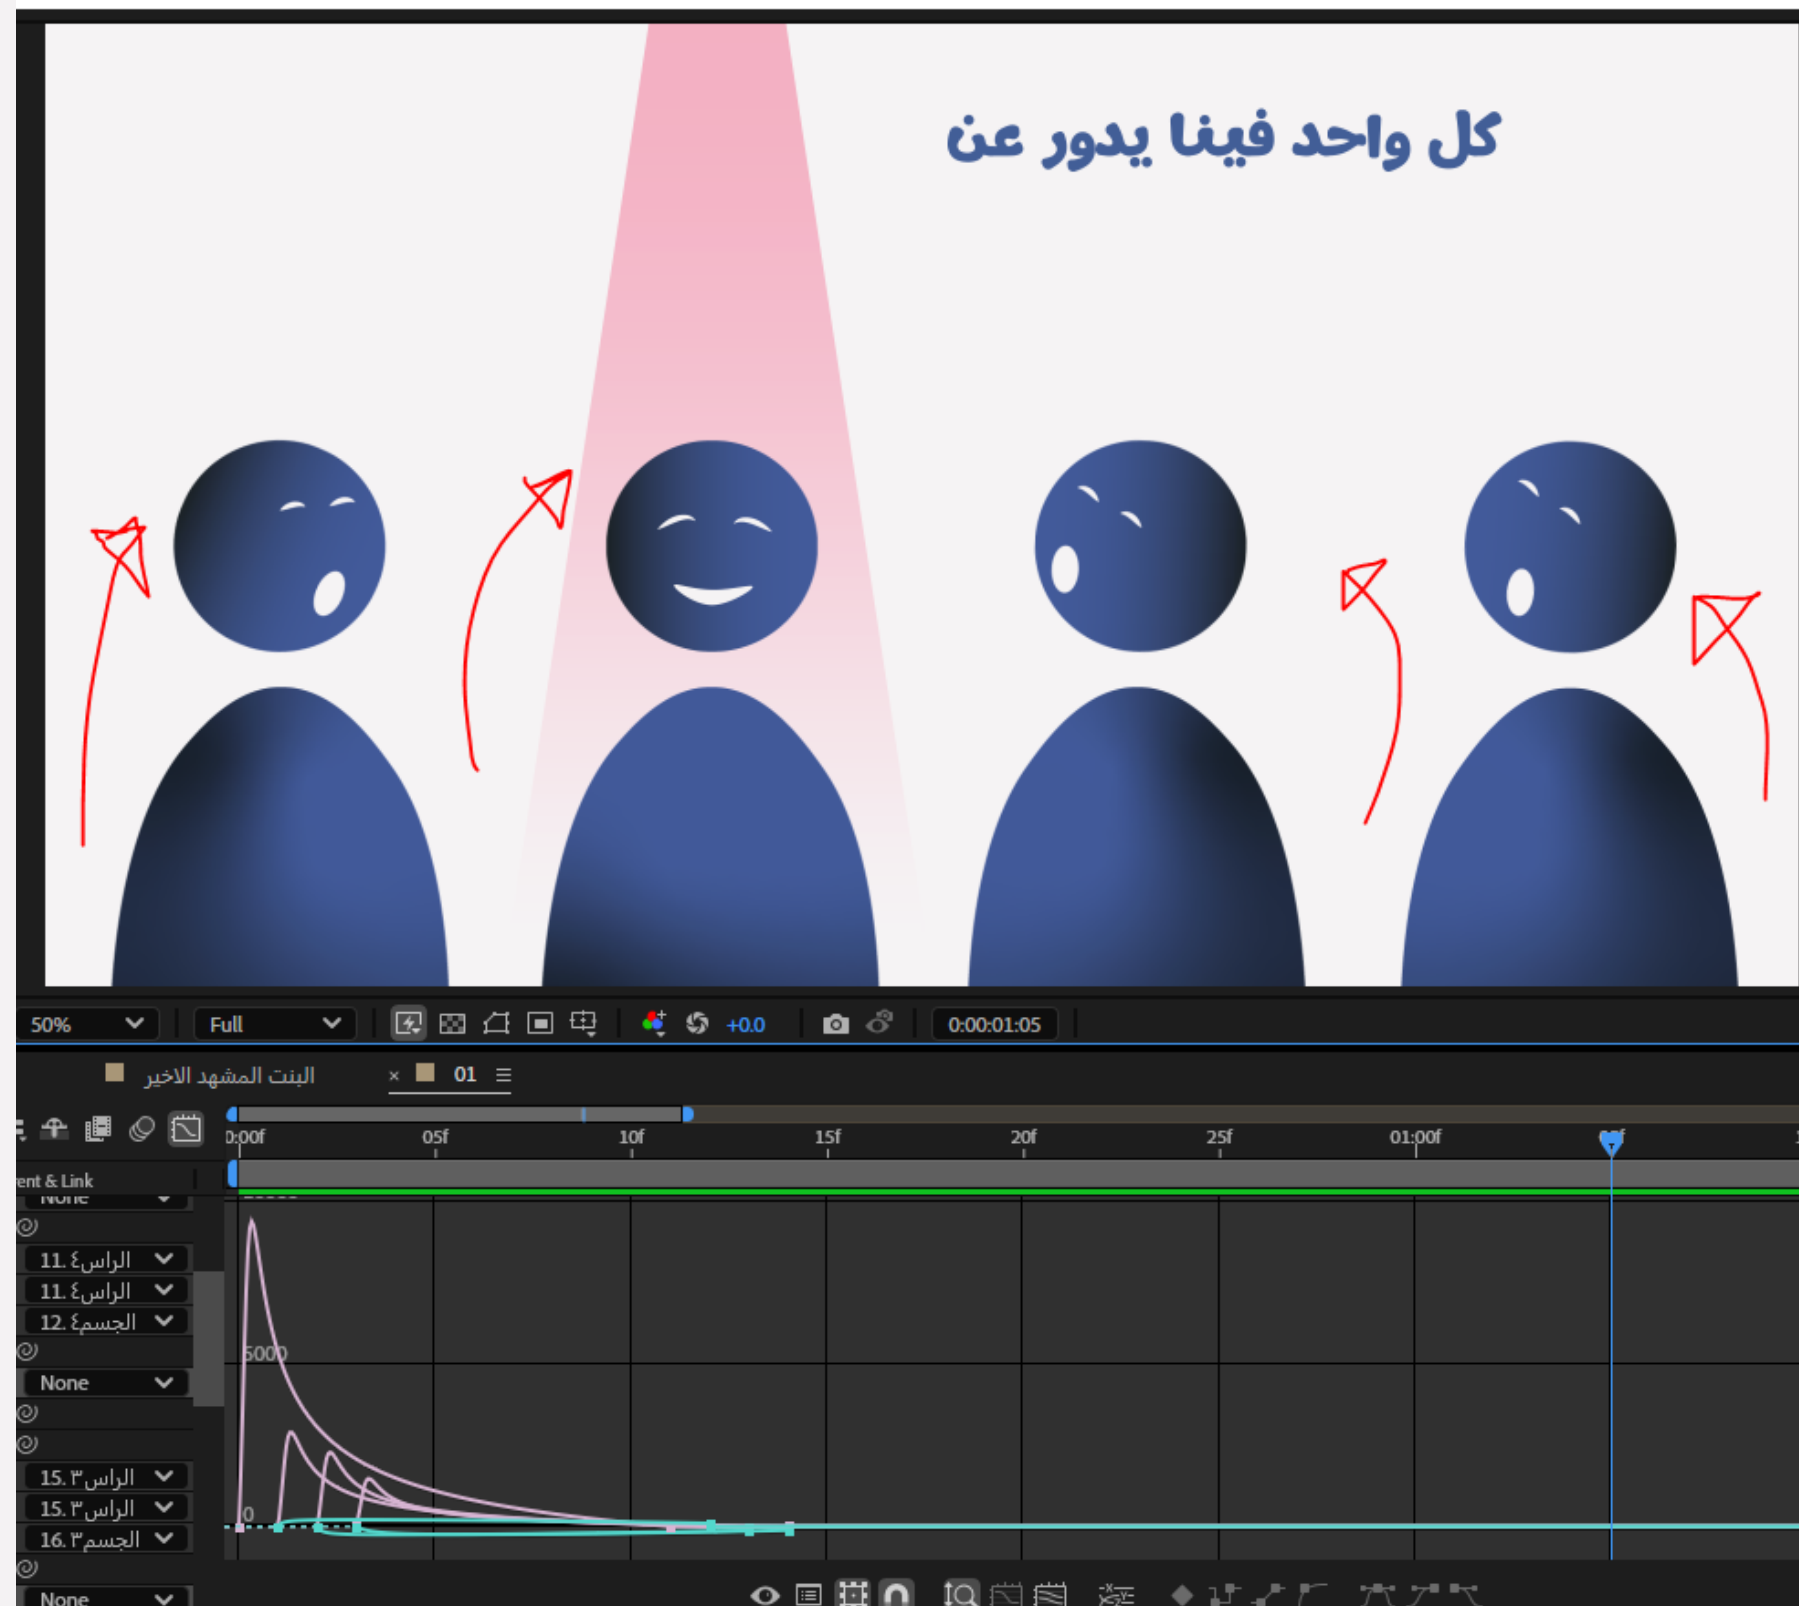 كل واحد فينا يدور عن
50%
Full
+0.0
0:00:01:05
البنت المشهد الاخير
× 01
0:00f 05f 10f 15f 20f 25f 01:00f
ent & Link
None
5000
0
11. الراس٤
11. الراس٤
12. الجسم٤
None
15. الراس٣
15. الراس٣
16. الجسم٣
None